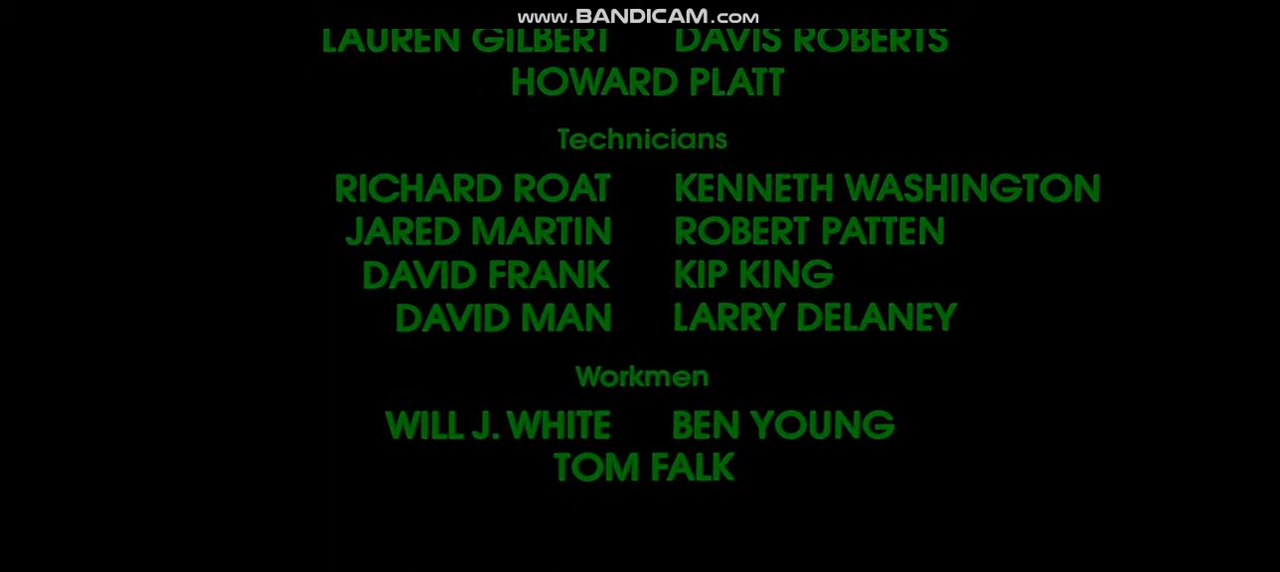 www.BANDICAM.com
LAUREN GILBERT DAVIS ROBERTS
HOWARD PLATT
Technicians
RICHARD ROAT KENNETH WASHINGTON
JARED MARTIN ROBERT PATTEN
DAVID FRANK KIP KING
DAVID MAN LARRY DELANEY
Workmen
WILL J. WHITE BEN YOUNG
TOM FALK